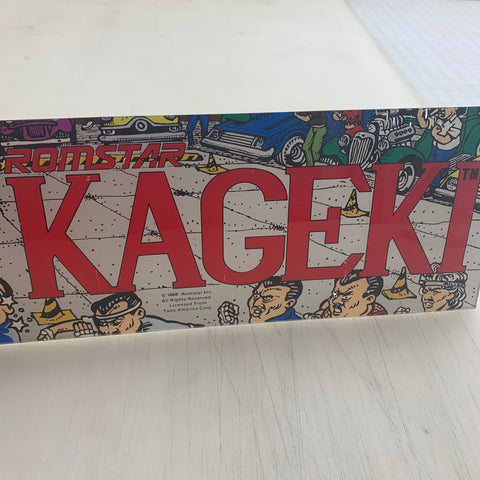 ROMSTAR
KAGEKI TM
© 1988 Romstar Inc.
All Rights Reserved.
Licensed From
Taito America Corp.